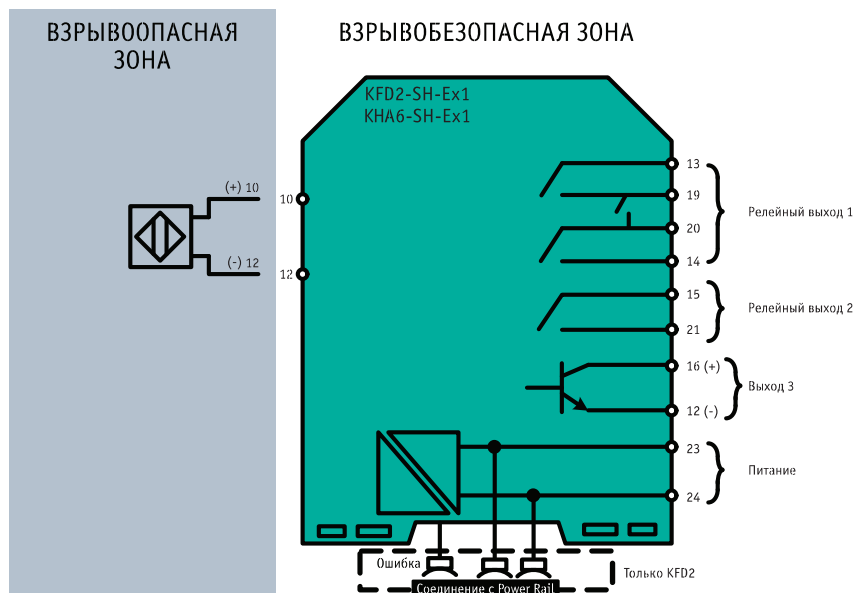 ВЗРЫВООПАСНАЯ
ЗОНА
ВЗРЫВОБЕЗОПАСНАЯ ЗОНА
KFD2-SH-Ex1
KHA6-SH-Ex1
(+) 10
10
(-) 12
12
13
19
20
14
Релейный выход 1
15
21
Релейный выход 2
16 (+)
12 (-)
Выход 3
23
24
Питание
Ошибка
Только KFD2
Соединение с Power Rail